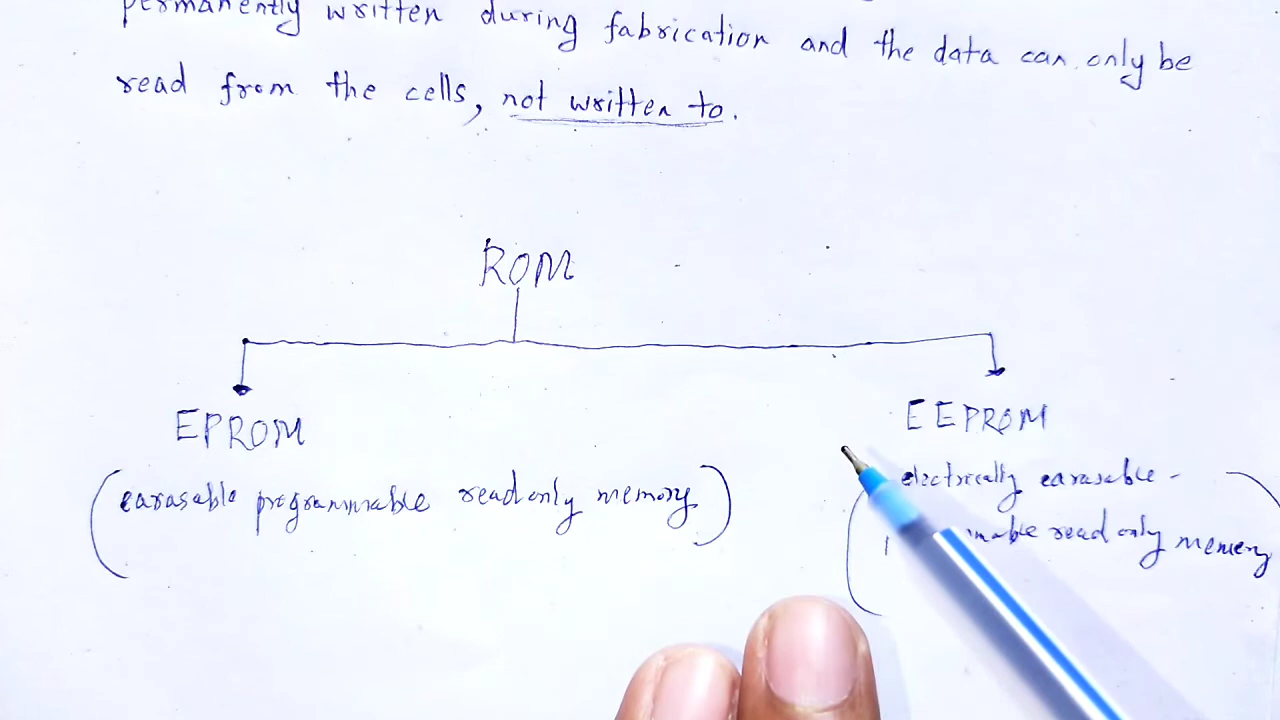 permanently written during fabrication and the data can only be
read from the cells, not written to.
ROM
EPROM
EEPROM
(earasable programmable read only memory)
(electrically earasable -
mable read only memory)